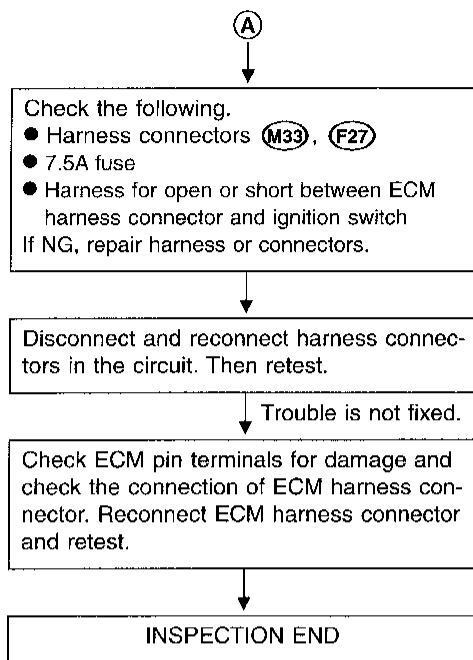 A
Check the following.
● Harness connectors M33, F27
● 7.5A fuse
● Harness for open or short between ECM
harness connector and ignition switch
If NG, repair harness or connectors.
Disconnect and reconnect harness connec-
tors in the circuit. Then retest.
Trouble is not fixed.
Check ECM pin terminals for damage and
check the connection of ECM harness con-
nector. Reconnect ECM harness connector
and retest.
INSPECTION END